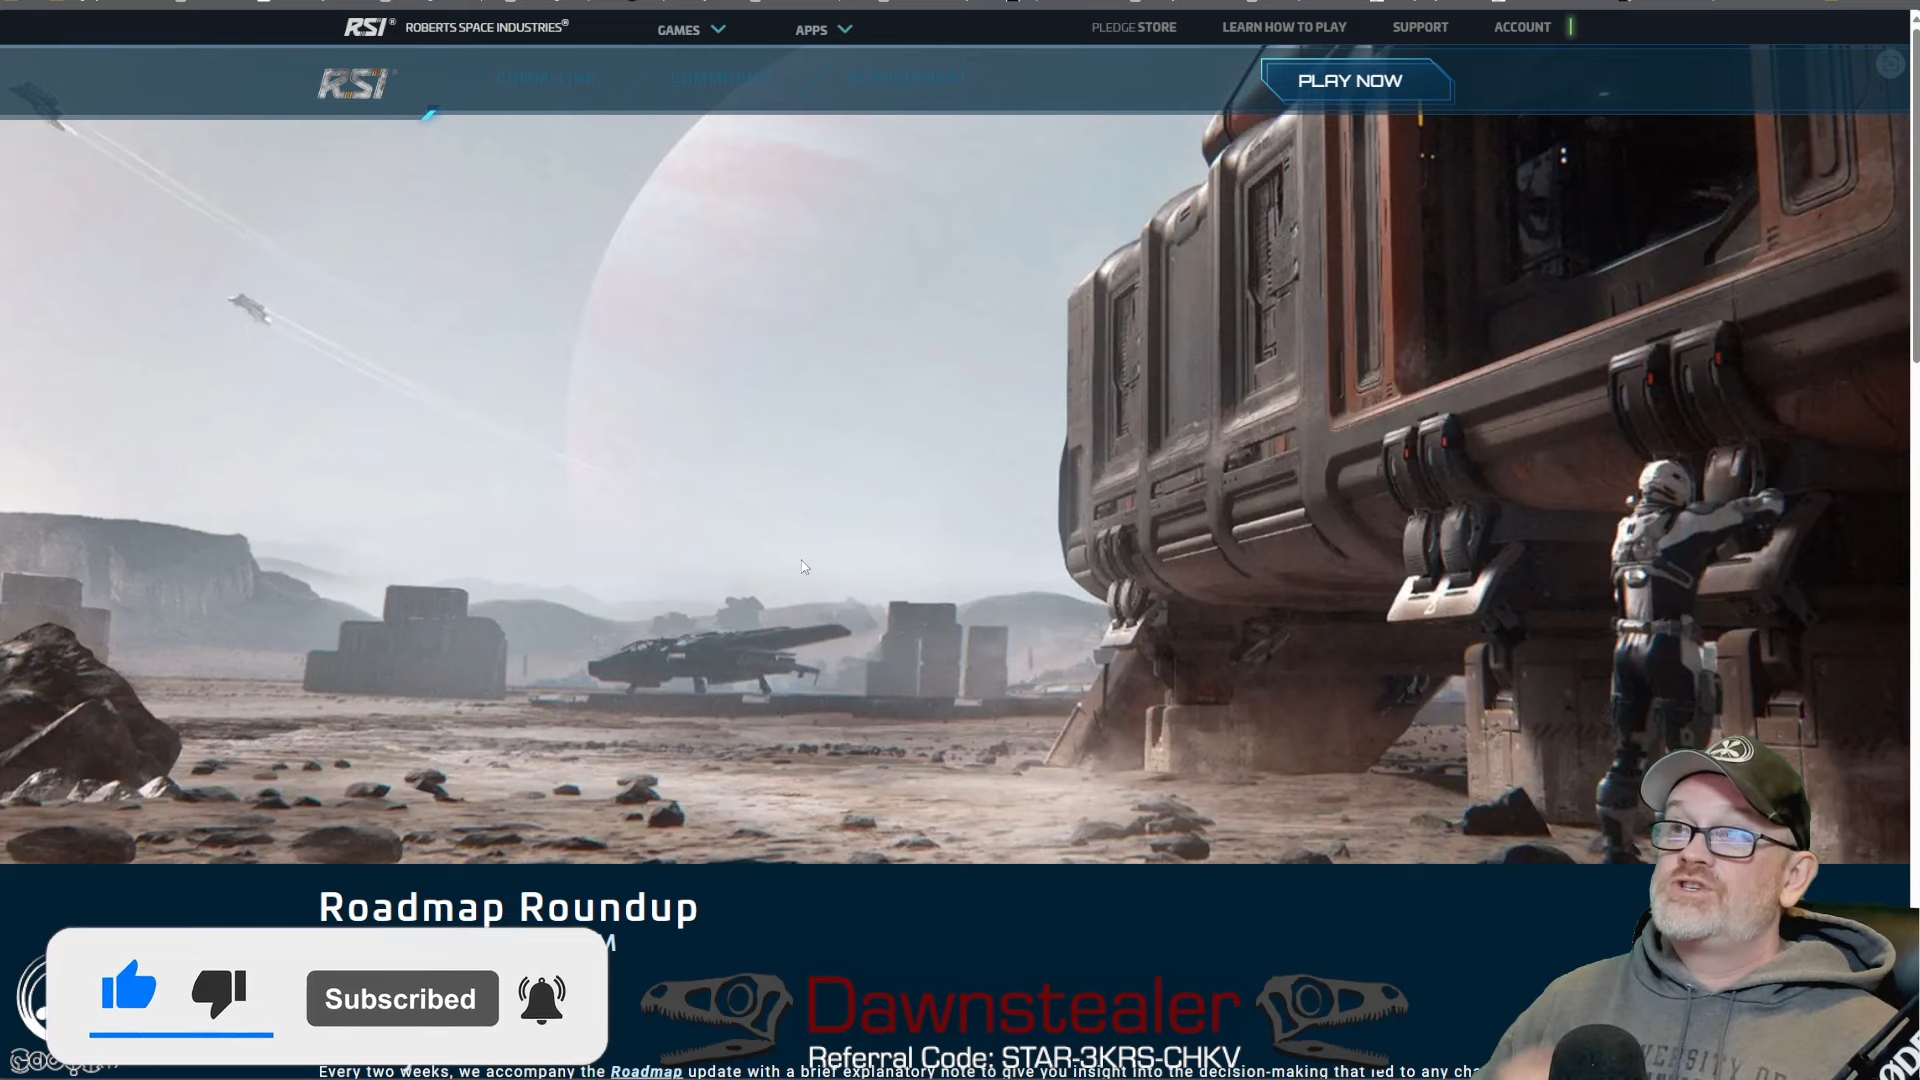 RSI ROBERTS SPACE INDUSTRIES®
GAMES
APPS
PLEDGE STORE
LEARN HOW TO PLAY
SUPPORT
ACCOUNT
RSI
COMM-LINK
PLAY NOW
Roadmap Roundup
M
Subscribed
Dawnstealer
Referral Code: STAR-3KRS-CHKV
Every two weeks, we accompany the Roadmap update with a brief explanatory note to give you insight into the decision-making that led to any